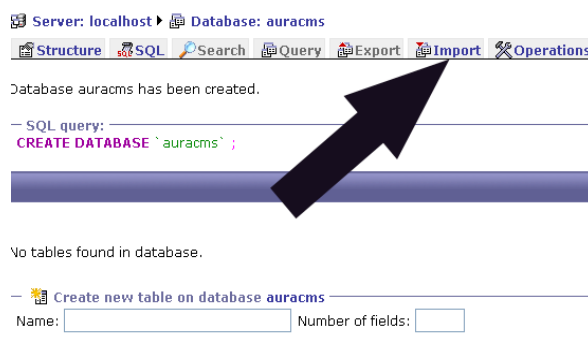 Server: localhost Database: auracms
Structure SQL Search Query Export Import Operations
Database auracms has been created.
SQL query:
CREATE DATABASE `auracms` ;
No tables found in database.
Create new table on database auracms
Name: Number of fields: